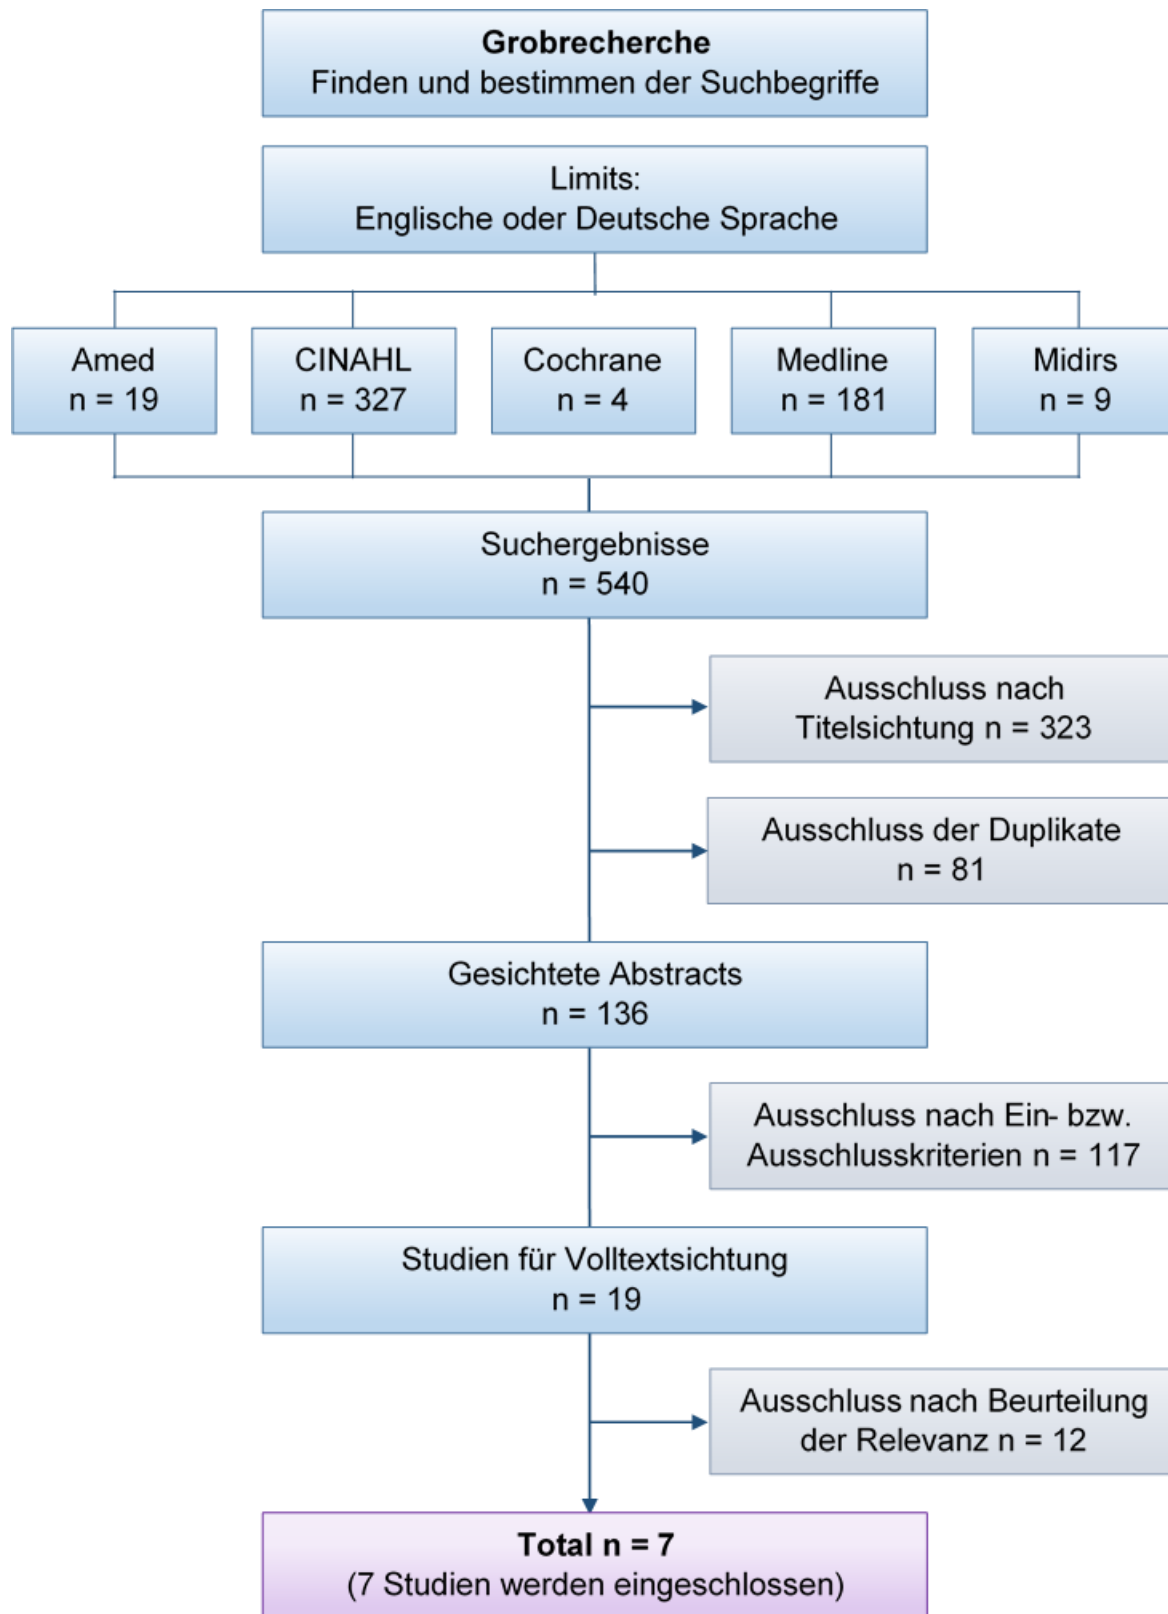 Grobrecherche
Finden und bestimmen der Suchbegriffe
Limits:
Englische oder Deutsche Sprache
Amed
n = 19
CINAHL
n = 327
Cochrane
n = 4
Medline
n = 181
Midirs
n = 9
Suchergebnisse
n = 540
Ausschluss nach
Titelsichtung n = 323
Ausschluss der Duplikate
n = 81
Gesichtete Abstracts
n = 136
Ausschluss nach Ein- bzw.
Ausschlusskriterien n = 117
Studien für Volltextsichtung
n = 19
Ausschluss nach Beurteilung
der Relevanz n = 12
Total n = 7
(7 Studien werden eingeschlossen)